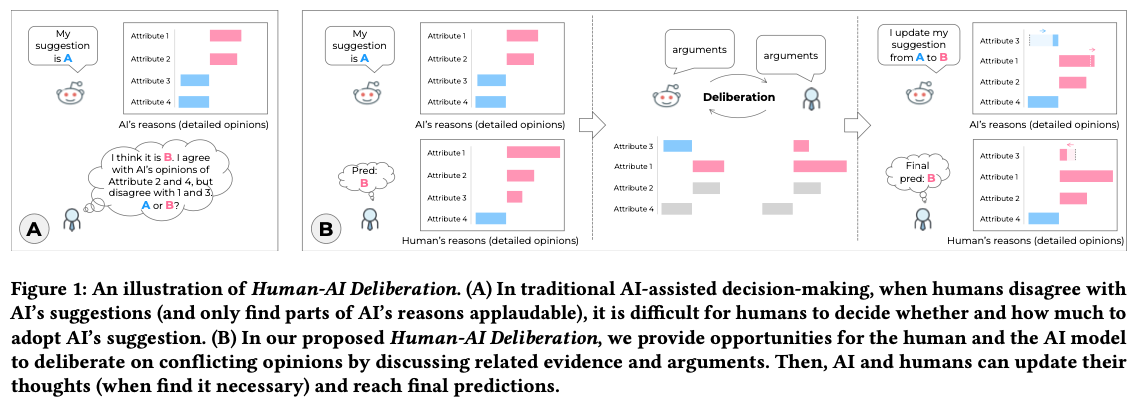 My
suggestion
is A
Attribute 1
Attribute 2
Attribute 3
Attribute 4
AI's reasons (detailed opinions)
I think it is B. I agree
with AI's opinions of
Attribute 2 and 4, but
disagree with 1 and 3.
A or B?
A
My
suggestion
is A
Attribute 1
Attribute 2
Attribute 3
Attribute 4
AI's reasons (detailed opinions)
Pred:
B
Attribute 1
Attribute 2
Attribute 3
Attribute 4
Human's reasons (detailed opinions)
B
arguments
arguments
Deliberation
Attribute 3
Attribute 1
Attribute 2
Attribute 4
I update my
suggestion
from A to B
Attribute 3
Attribute 1
Attribute 2
Attribute 4
AI's reasons (detailed opinions)
Final
pred: B
Attribute 3
Attribute 1
Attribute 2
Attribute 4
Human's reasons (detailed opinions)
Figure 1: An illustration of Human-AI Deliberation. (A) In traditional AI-assisted decision-making, when humans disagree with
AI's suggestions (and only find parts of AI's reasons applaudable), it is difficult for humans to decide whether and how much to
adopt AI's suggestion. (B) In our proposed Human-AI Deliberation, we provide opportunities for the human and the AI model
to deliberate on conflicting opinions by discussing related evidence and arguments. Then, AI and humans can update their
thoughts (when find it necessary) and reach final predictions.